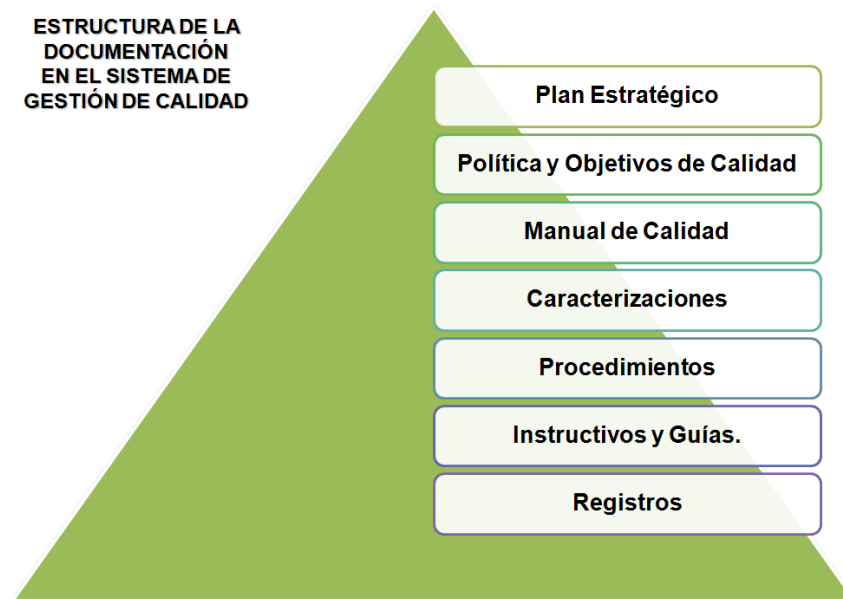 ESTRUCTURA DE LA
DOCUMENTACIÓN
EN EL SISTEMA DE
GESTIÓN DE CALIDAD
Plan Estratégico
Política y Objetivos de Calidad
Manual de Calidad
Caracterizaciones
Procedimientos
Instructivos y Guías.
Registros